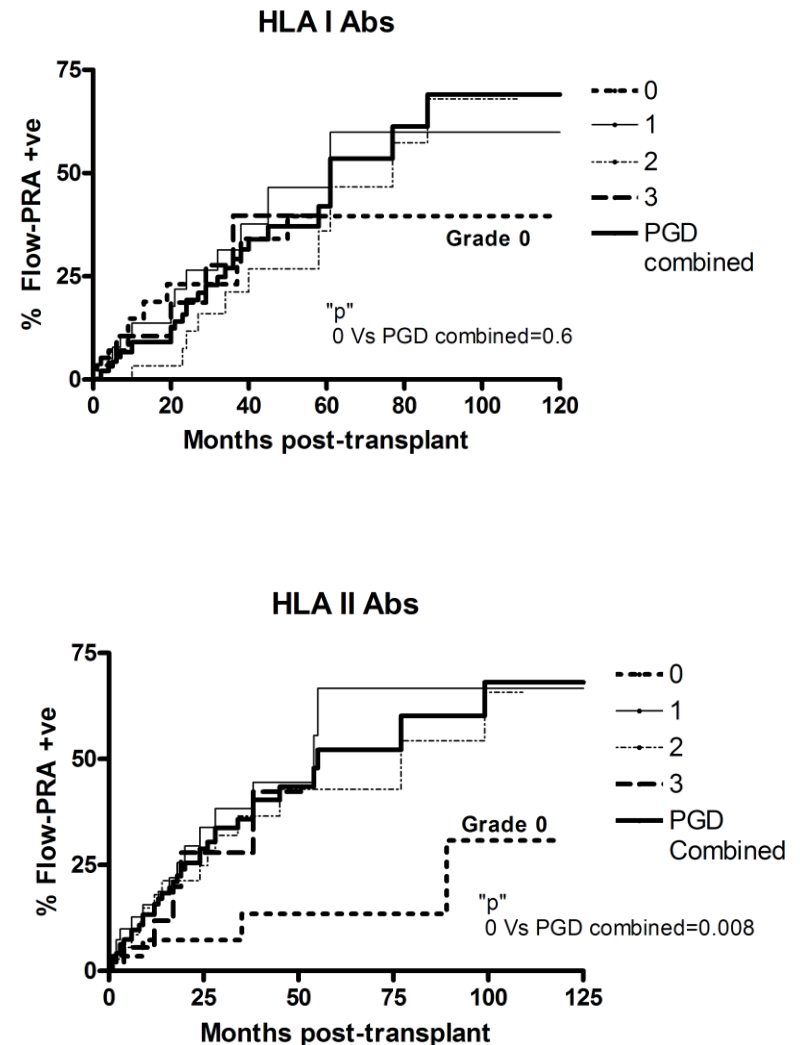 HLA I Abs
% Flow-PRA +ve
75
50
25
0
0 20 40 60 80 100 120
Months post-transplant
0
1
2
3
PGD
combined
Grade 0
"p"
0 Vs PGD combined=0.6
HLA II Abs
% Flow-PRA +ve
75
50
25
0
0 25 50 75 100 125
Months post-transplant
0
1
2
3
PGD
Combined
Grade 0
"p"
0 Vs PGD combined=0.008